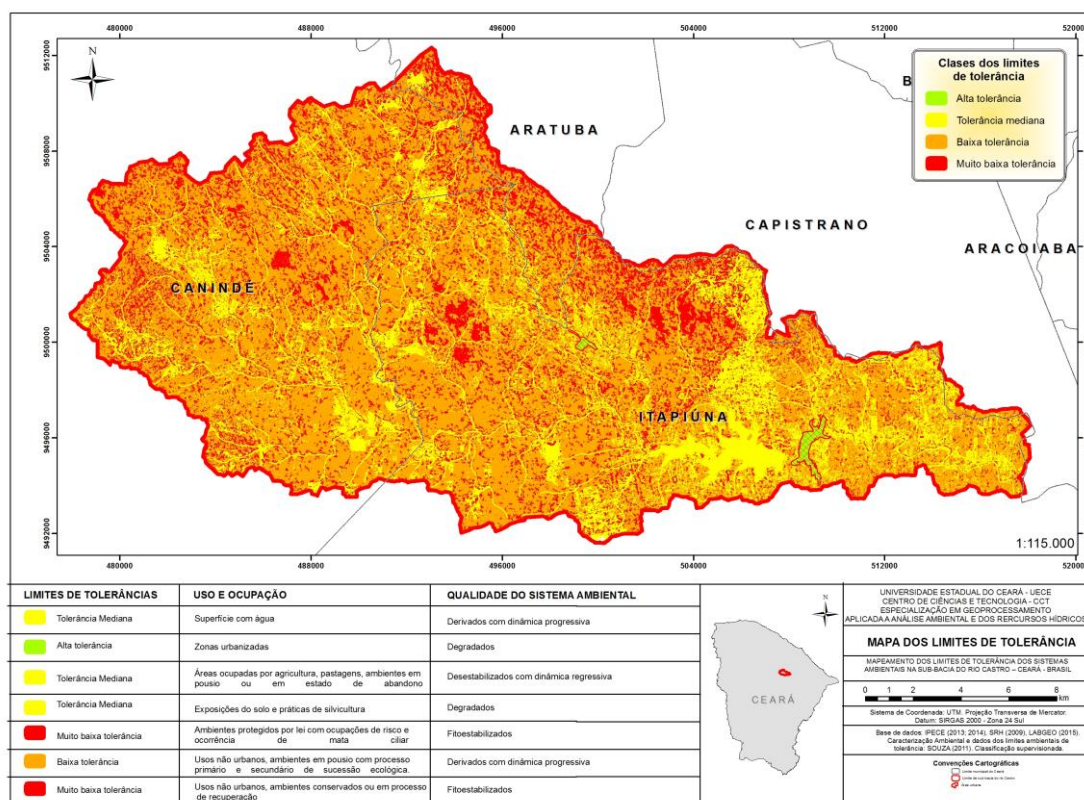 480000 488000 496000 504000 512000
N
9512000
9508000
9504000
9500000
9496000
9492000
Clases dos limites
de tolerância
Alta tolerância
Tolerância mediana
Baixa tolerância
Muito baixa tolerância
B
ARATUBA
CAPISTRANO
ARACOIABA
CANINDÉ
ITAPIÚNA
1:115.000
480000 488000 496000 504000 512000 52000
LIMITES DE TOLERÂNCIAS USO E OCUPAÇÃO QUALIDADE DO SISTEMA AMBIENTAL
Tolerância Mediana Superfície com água Derivados com dinâmica progressiva
Alta tolerância Zonas urbanizadas Degradados
Tolerância Mediana Áreas ocupadas por agricultura, pastagens, ambientes em
pousio ou em estado de abandono Desestabilizados com dinâmica regressiva
Tolerância Mediana Exposições do solo e práticas de silvicultura Degradados
Muito baixa tolerância Ambientes protegidos por lei com ocupações de risco e
ocorrência de mata ciliar Fitoestabilizados
Baixa tolerância Usos não urbanos, ambientes em pousio com processo
primário e secundário de sucessão ecológica. Derivados com dinâmica progressiva
Muito baixa tolerância Usos não urbanos, ambientes conservados ou em processo
de recuperação Fitoestabilizados
N
CEARÁ
UNIVERSIDADE ESTADUAL DO CEARÁ - UECE
CENTRO DE CIÊNCIAS E TECNOLOGIA - CCT
ESPECIALIZAÇÃO EM GEOPROCESSAMENTO
APLICADA A ANÁLISE AMBIENTAL E DOS RERCURSOS HÍDRICOS
MAPA DOS LIMITES DE TOLERÂNCIA
MAPEAMENTO DOS LIMITES DE TOLERÂNCIA DOS SISTEMAS
AMBIENTAIS NA SUB-BACIA DO RIO CASTRO – CEARÁ - BRASIL
0 1 2 4 6 8
km
Sistema de Coordenada: UTM. Projeção Transversa de Mercator.
Datum: SIRGAS 2000 - Zona 24 Sul
Base de dados: IPECE (2013; 2014), SRH (2009), LABGEO (2015).
Caracterização Ambiental e dados dos limites ambientais de
tolerância: SOUZA (2011). Classificação supervisionada.
Convenções Cartográficas